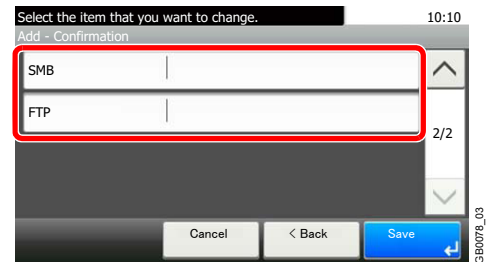 Select the item that you want to change. 10:10
Add - Confirmation
SMB
FTP
2/2
Cancel < Back Save
GB0078_03